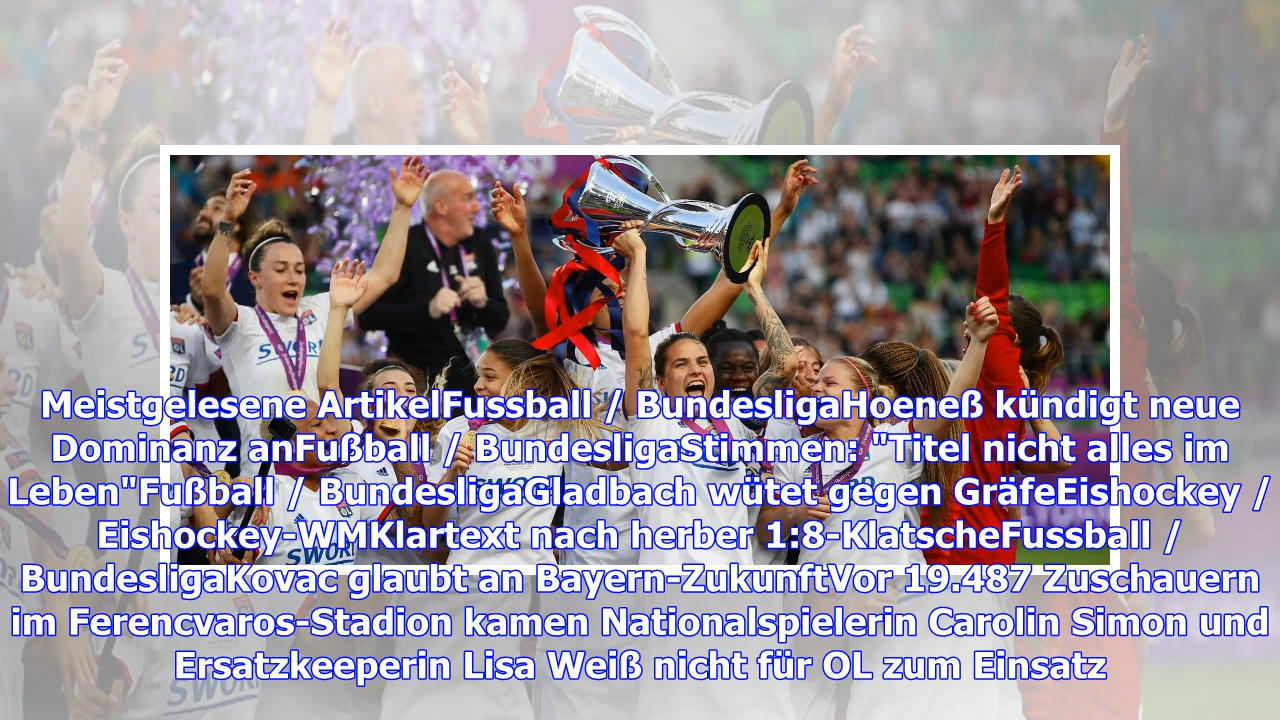 Meistgelesene ArtikelFussball / BundesligaHoeneß kündigt neue
Dominanz anFußball / BundesligaStimmen: "Titel nicht alles im
Leben"Fußball / BundesligaGladbach wütet gegen GräfeEishockey /
Eishockey-WMKlartext nach herber 1:8-KlatscheFussball /
BundesligaKovac glaubt an Bayern-ZukunftVor 19.487 Zuschauern
im Ferencvaros-Stadion kamen Nationalspielerin Carolin Simon und
Ersatzkeeperin Lisa Weiß nicht für OL zum Einsatz